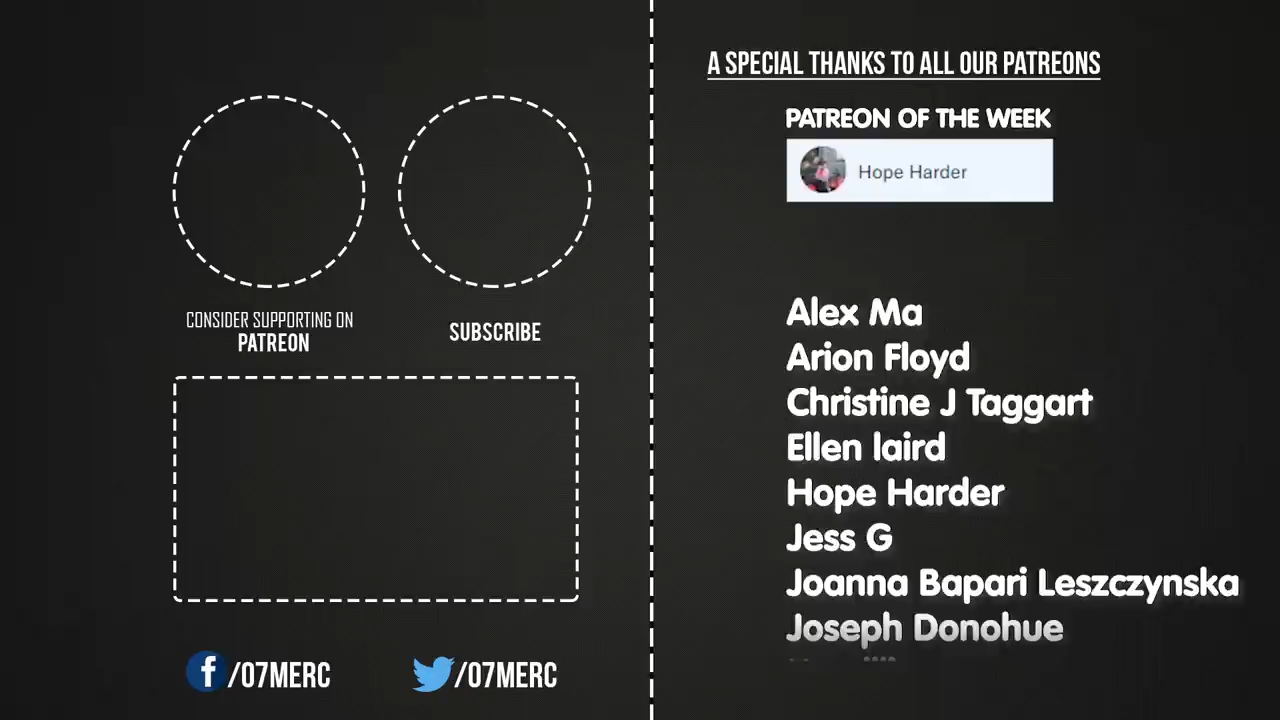 CONSIDER SUPPORTING ON
PATREON
SUBSCRIBE
/07MERC
/07MERC
A SPECIAL THANKS TO ALL OUR PATREONS
PATREON OF THE WEEK
Hope Harder
Alex Ma
Arion Floyd
Christine J Taggart
Ellen laird
Hope Harder
Jess G
Joanna Bapari Leszczynska
Joseph Donohue